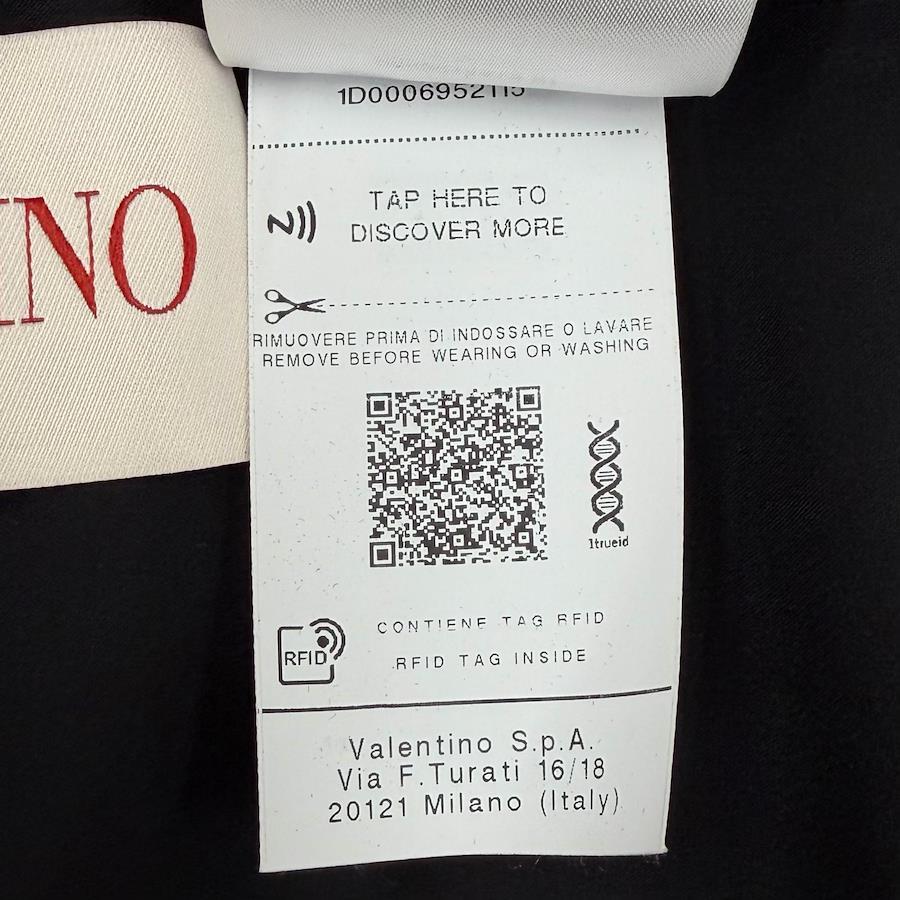 1D0006952115
INO
TAP HERE TO
DISCOVER MORE
RIMUOVERE PRIMA DI INDOSSARE O LAVARE
REMOVE BEFORE WEARING OR WASHING
1trueid
CONTIENE TAG RFID
RFID
RFID TAG INSIDE
Valentino S.p.A.
Via F.Turati 16/18
20121 Milano (Italy)